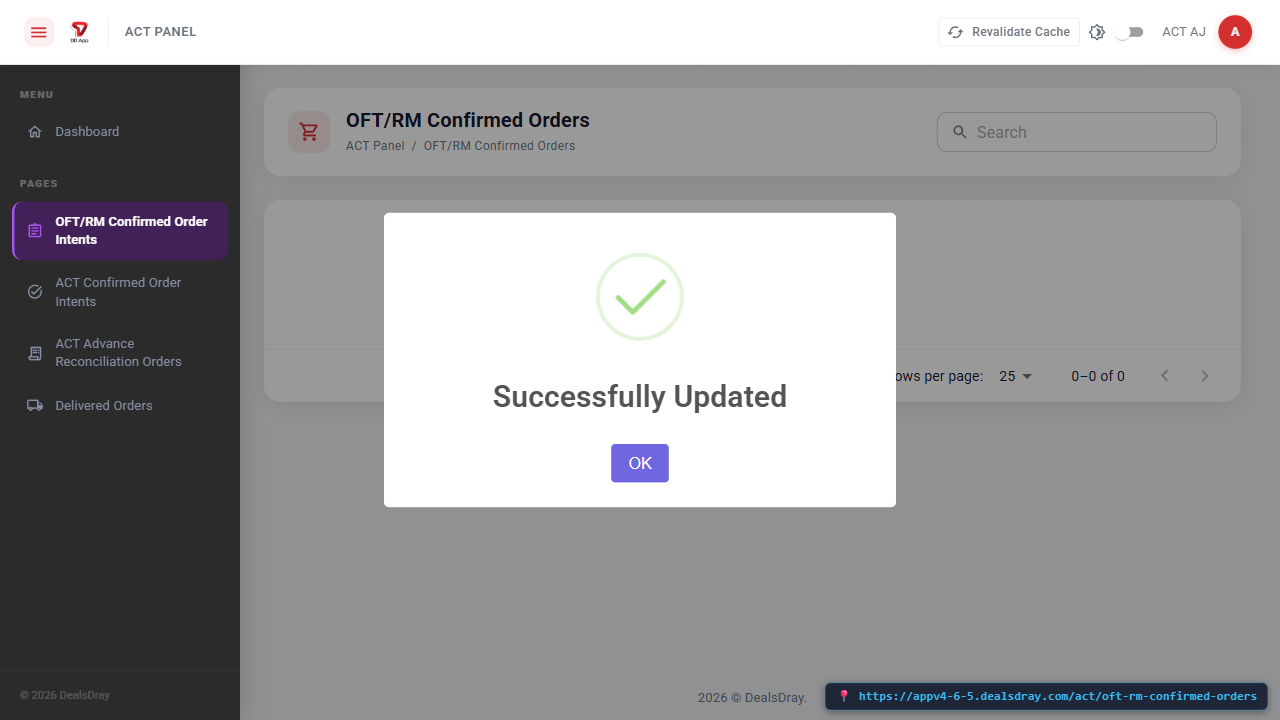 DD App
ACT PANEL
Revalidate Cache
ACT AJ
A
MENU
Dashboard
PAGES
OFT/RM Confirmed Order
Intents
ACT Confirmed Order
Intents
ACT Advance
Reconciliation Orders
Delivered Orders
© 2026 DealsDray
OFT/RM Confirmed Orders
ACT Panel / OFT/RM Confirmed Orders
Search
Successfully Updated
OK
ows per page: 25 0–0 of 0
2026 © DealsDray.
https://appv4-6-5.dealsdray.com/act/oft-rm-confirmed-orders